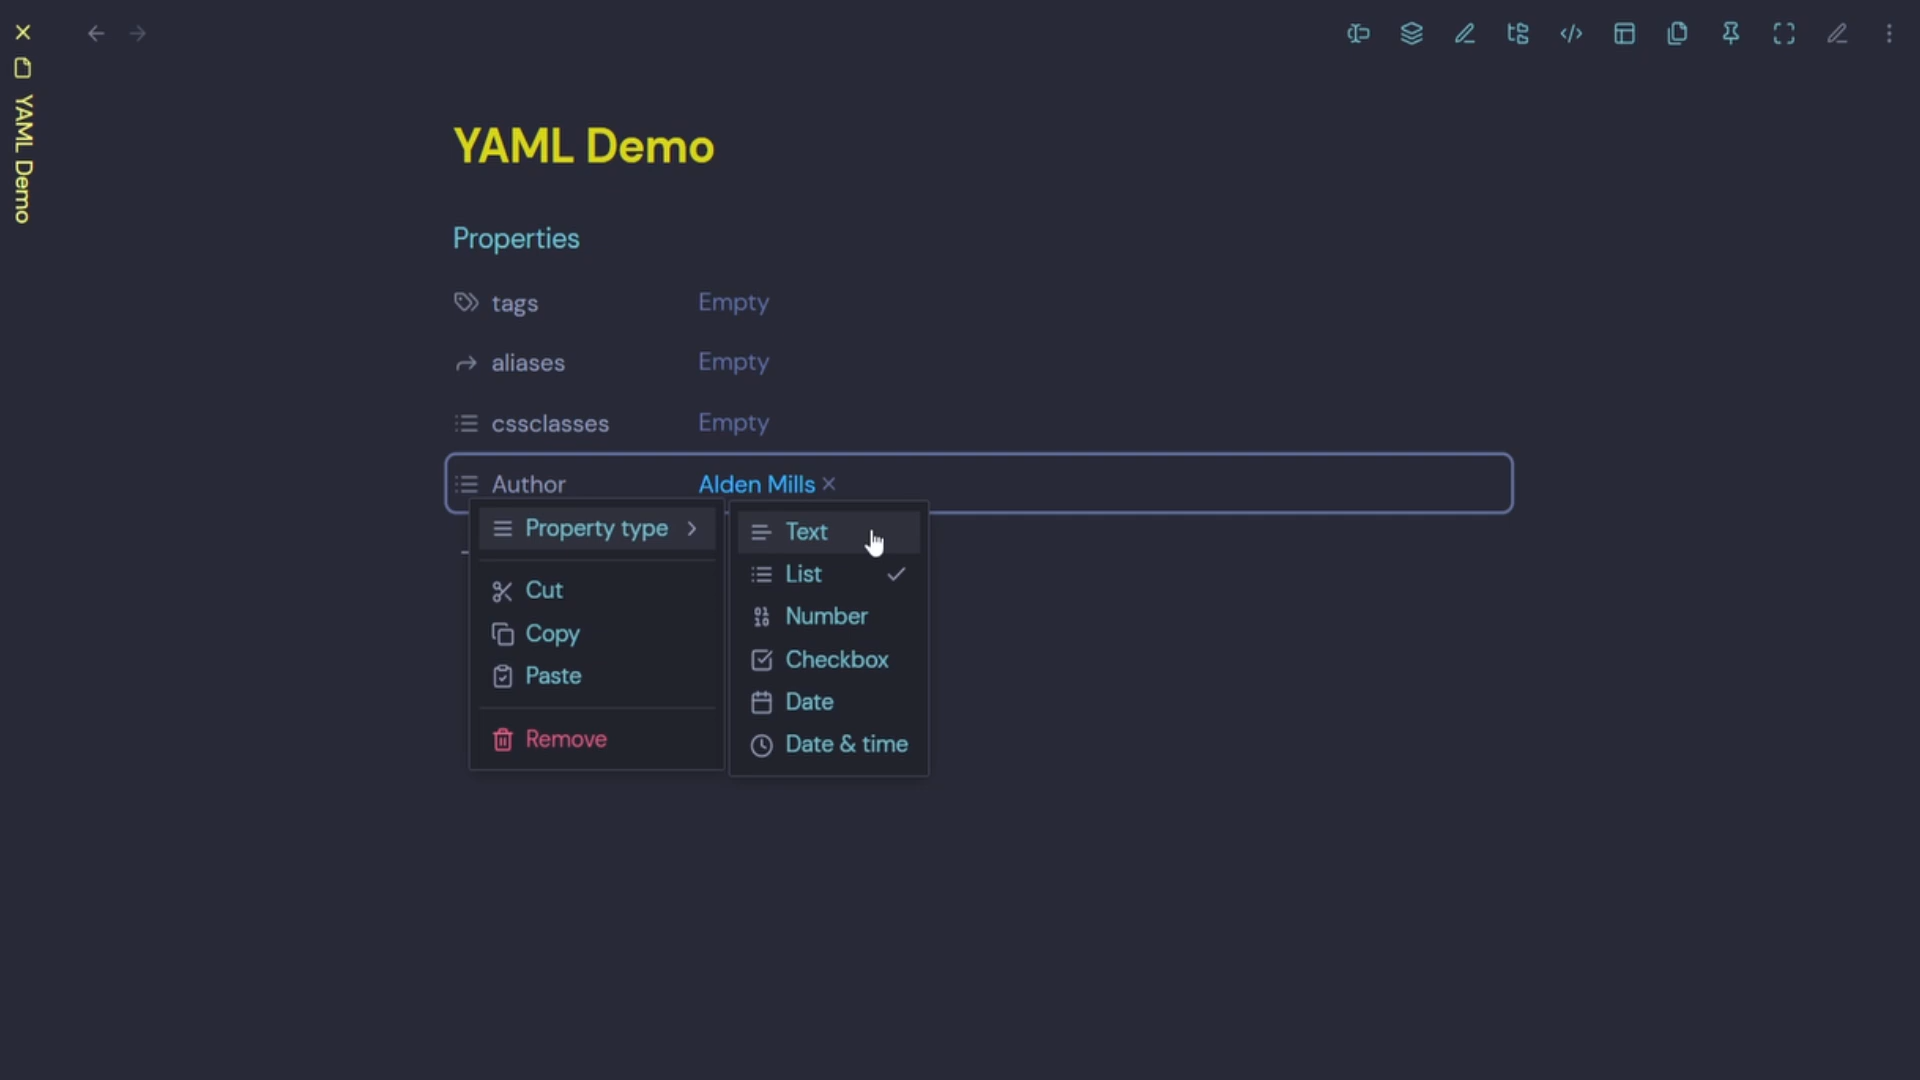 YAML Demo
YAML Demo
Properties
tags Empty
aliases Empty
cssclasses Empty
Author Alden Mills
Property type
Cut
Copy
Paste
Remove
Text
List
Number
Checkbox
Date
Date & time